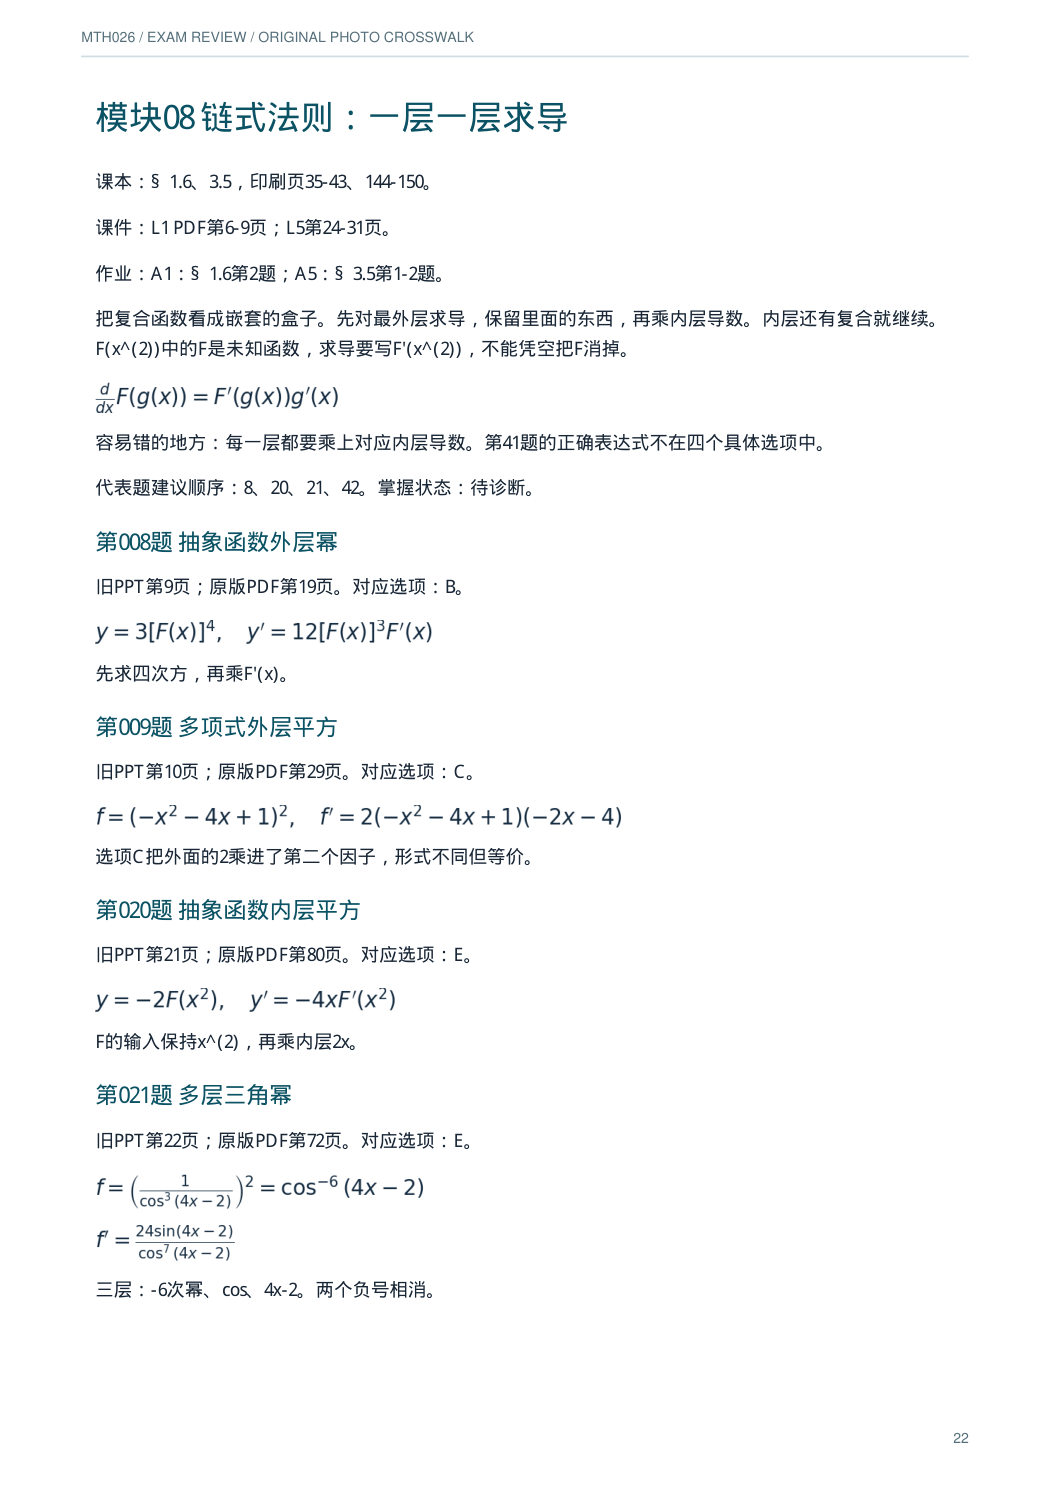 MTH026 / EXAM REVIEW / ORIGINAL PHOTO CROSSWALK
模块08 链式法则：一层一层求导
课本：§ 1.6、3.5，印刷页35-43、144-150。
课件：L1 PDF第6-9页；L5第24-31页。
作业：A1：§ 1.6第2题；A5：§ 3.5第1-2题。
把复合函数看成嵌套的盒子。先对最外层求导，保留里面的东西，再乘内层导数。内层还有复合就继续。
F(x^(2))中的F是未知函数，求导要写F'(x^(2))，不能凭空把F消掉。
\frac{d}{dx}F(g(x)) = F′(g(x))g′(x)
容易错的地方：每一层都要乘上对应内层导数。第41题的正确表达式不在四个具体选项中。
代表题建议顺序：8、20、21、42。掌握状态：待诊断。
第008题 抽象函数外层幂
旧PPT第9页；原版PDF第19页。对应选项：B。
y = 3[F(x)]⁴, y′ = 12[F(x)]³F′(x)
先求四次方，再乘F'(x)。
第009题 多项式外层平方
旧PPT第10页；原版PDF第29页。对应选项：C。
f = (−x² − 4x + 1)², f′ = 2(−x² − 4x + 1)(−2x − 4)
选项C把外面的2乘进了第二个因子，形式不同但等价。
第020题 抽象函数内层平方
旧PPT第21页；原版PDF第80页。对应选项：E。
y = −2F(x²), y′ = −4xF′(x²)
F的输入保持x^(2)，再乘内层2x。
第021题 多层三角幂
旧PPT第22页；原版PDF第72页。对应选项：E。
f = (\frac{1}{cos³ (4x − 2)})² = cos⁻⁶ (4x − 2)
f′ = \frac{24sin(4x − 2)}{cos⁷ (4x − 2)}
三层：-6次幂、cos、4x-2。两个负号相消。
22